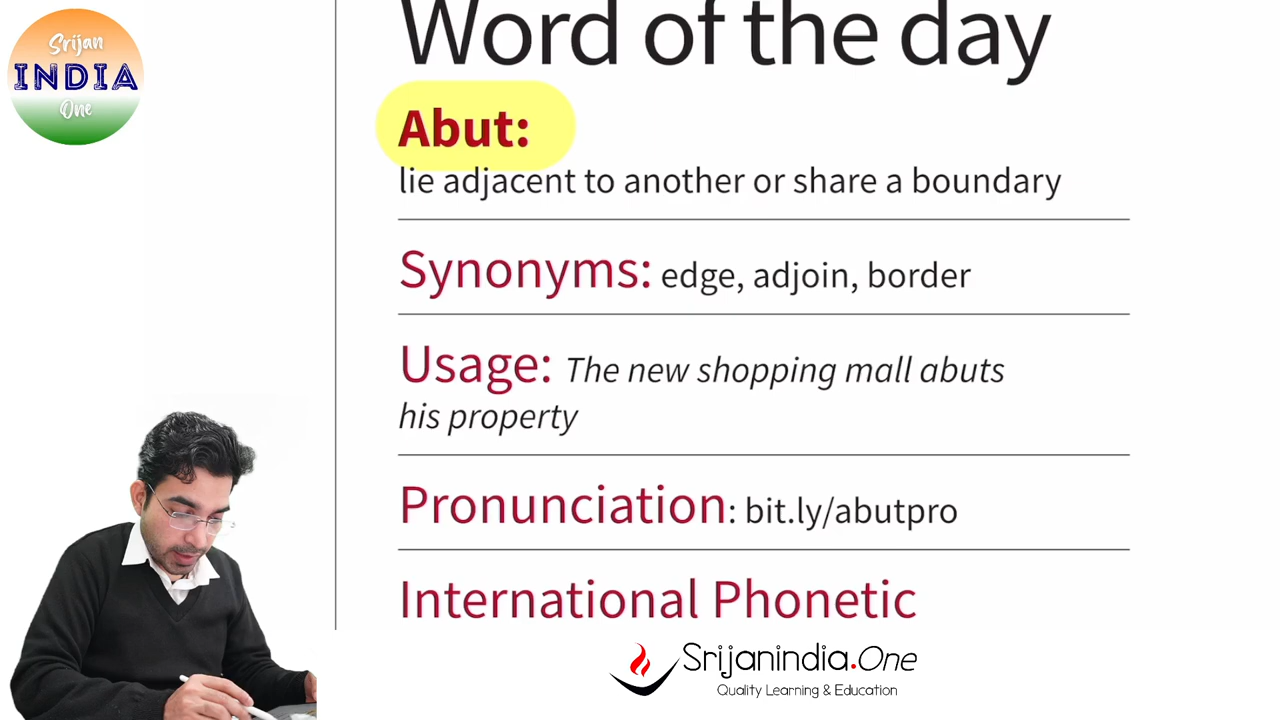 Srijan
INDIA
One
Word of the day
Abut:
lie adjacent to another or share a boundary
Synonyms: edge, adjoin, border
Usage: The new shopping mall abuts
his property
Pronunciation: bit.ly/abutpro
International Phonetic
Srijanindia.One
Quality Learning & Education